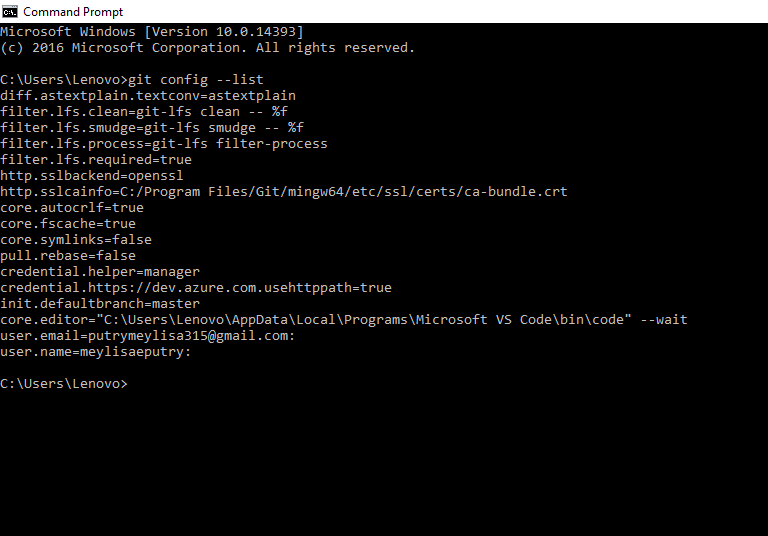 Command Prompt
Microsoft Windows [Version 10.0.14393]
(c) 2016 Microsoft Corporation. All rights reserved.
C:\Users\Lenovo>git config --list
diff.astextplain.textconv=astextplain
filter.lfs.clean=git-lfs clean -- %f
filter.lfs.smudge=git-lfs smudge -- %f
filter.lfs.process=git-lfs filter-process
filter.lfs.required=true
http.sslbackend=openssl
http.sslcainfo=C:/Program Files/Git/mingw64/etc/ssl/certs/ca-bundle.crt
core.autocrlf=true
core.fscache=true
core.symlinks=false
pull.rebase=false
credential.helper=manager
credential.https://dev.azure.com.usehttppath=true
init.defaultbranch=master
core.editor="C:\Users\Lenovo\AppData\Local\Programs\Microsoft VS Code\bin\code" --wait
user.email=putrymeylisa315@gmail.com:
user.name=meylisaeputry:
C:\Users\Lenovo>